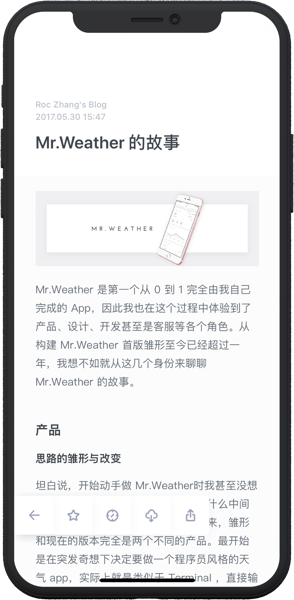 Roc Zhang's Blog
2017.05.30 15:47
Mr.Weather 的故事
MR.WEATHER
Mr.Weather 是第一个从 0 到 1 完全由我自己
完成的 App，因此我也在这个过程中体验到了
产品、设计、开发甚至是客服等各个角色。从
构建 Mr.Weather 首版雏形至今已经超过一
年，我想不如就从这几个身份来聊聊
Mr.Weather 的故事。
产品
思路的雏形与改变
坦白说，开始动手做 Mr.Weather时我甚至没想
什么中间
来，雏形
和现在的版本完全是两个不同的产品。最开始
是在突发奇想下决定要做一个程序员风格的天
气 app，实际上就是类似于 Terminal ，直接输